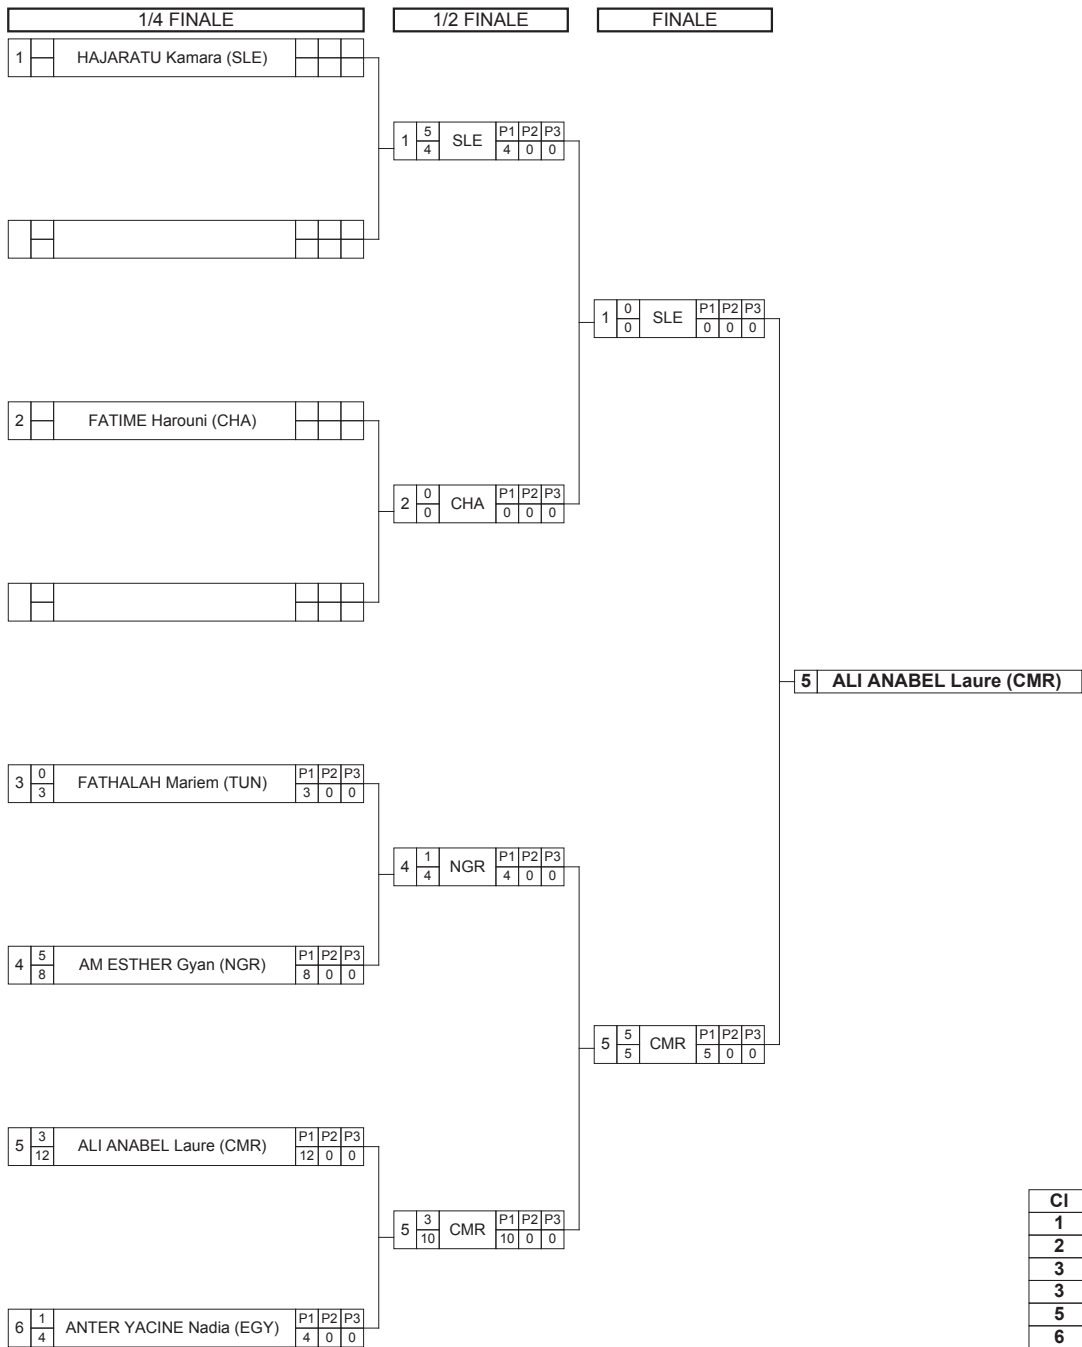 1/4 FINALE 1/2 FINALE FINALE
1 HAJARATU Kamara (SLE)
1 5 4 SLE P1 P2 P3 4 0 0
1 0 0 SLE P1 P2 P3 0 0 0
2 FATIME Harouni (CHA)
2 0 0 CHA P1 P2 P3 0 0 0
5 ALI ANABEL Laure (CMR)
3 0 3 FATHALAH Mariem (TUN) P1 P2 P3 3 0 0
4 1 4 NGR P1 P2 P3 4 0 0
4 5 8 AM ESTHER Gyan (NGR) P1 P2 P3 8 0 0
5 5 5 CMR P1 P2 P3 5 0 0
5 3 12 ALI ANABEL Laure (CMR) P1 P2 P3 12 0 0
5 3 10 CMR P1 P2 P3 10 0 0
6 1 4 ANTER YACINE Nadia (EGY) P1 P2 P3 4 0 0
Cl
1
2
3
3
5
6